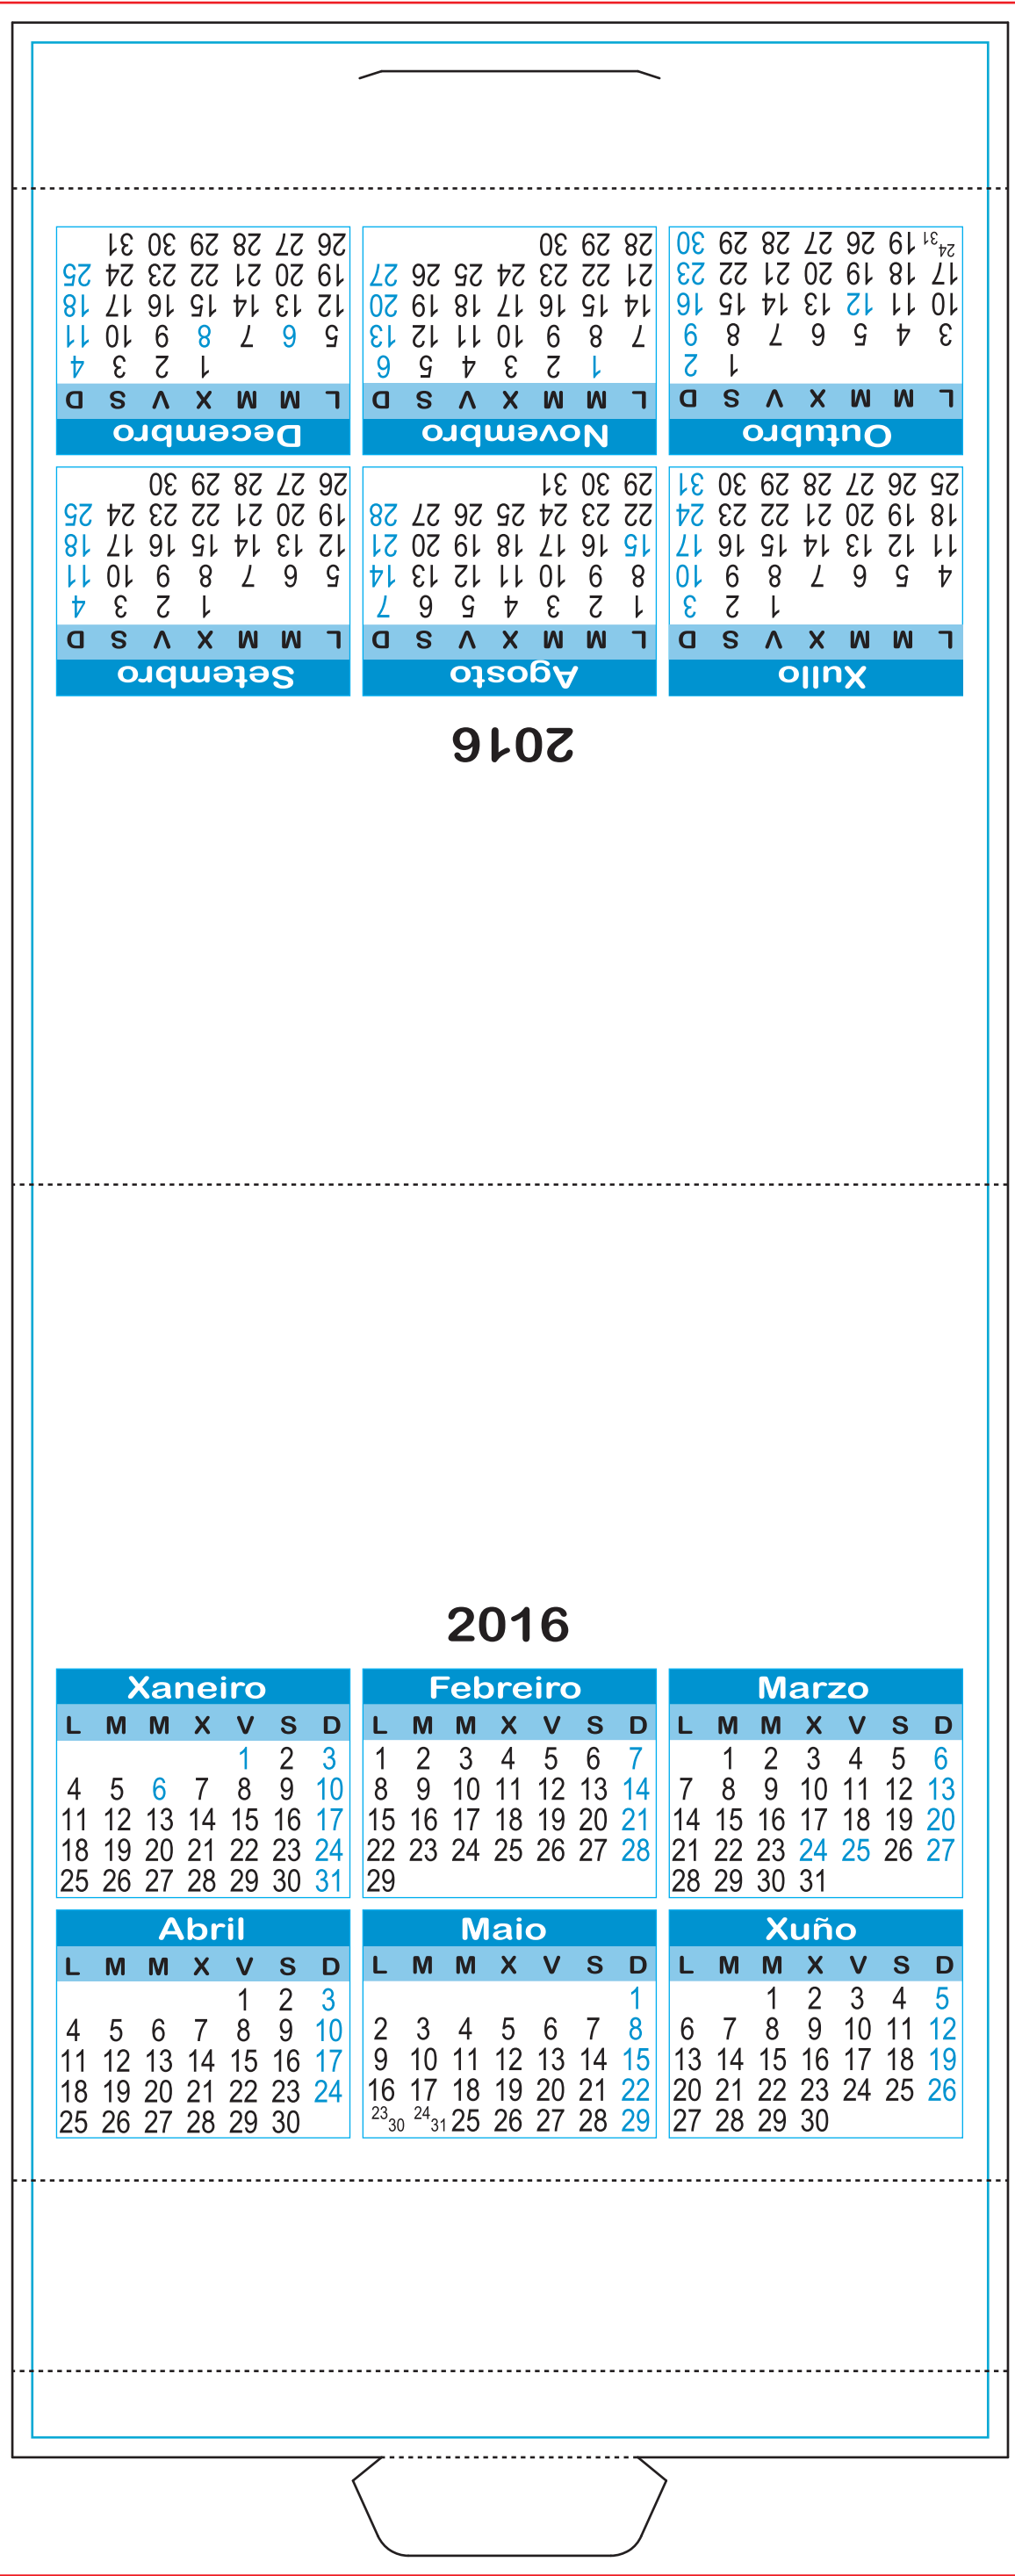 2016
Xullo
L M M X V S D
1 2 3
4 5 6 7 8 9 10
11 12 13 14 15 16 17
18 19 20 21 22 23 24
25 26 27 28 29 30 31
Agosto
L M M X V S D
1 2 3 4 5 6 7
8 9 10 11 12 13 14
15 16 17 18 19 20 21
22 23 24 25 26 27 28
29 30 31
Setembro
L M M X V S D
1 2 3 4
5 6 7 8 9 10 11
12 13 14 15 16 17 18
19 20 21 22 23 24 25
26 27 28 29 30
Outubro
L M M X V S D
1 2
3 4 5 6 7 8 9
10 11 12 13 14 15 16
17 18 19 20 21 22 23
24 31 19 26 27 28 29 30
Novembro
L M M X V S D
1 2 3 4 5 6
7 8 9 10 11 12 13
14 15 16 17 18 19 20
21 22 23 24 25 26 27
28 29 30
Decembro
L M M X V S D
1 2 3 4
5 6 7 8 9 10 11
12 13 14 15 16 17 18
19 20 21 22 23 24 25
26 27 28 29 30 31
2016
Xaneiro
L M M X V S D
1 2 3
4 5 6 7 8 9 10
11 12 13 14 15 16 17
18 19 20 21 22 23 24
25 26 27 28 29 30 31
Febreiro
L M M X V S D
1 2 3 4 5 6 7
8 9 10 11 12 13 14
15 16 17 18 19 20 21
22 23 24 25 26 27 28
29
Marzo
L M M X V S D
1 2 3 4 5 6
7 8 9 10 11 12 13
14 15 16 17 18 19 20
21 22 23 24 25 26 27
28 29 30 31
Abril
L M M X V S D
1 2 3
4 5 6 7 8 9 10
11 12 13 14 15 16 17
18 19 20 21 22 23 24
25 26 27 28 29 30
Maio
L M M X V S D
1
2 3 4 5 6 7 8
9 10 11 12 13 14 15
16 17 18 19 20 21 22
23 30 24 31 25 26 27 28 29
Xuño
L M M X V S D
1 2 3 4 5
6 7 8 9 10 11 12
13 14 15 16 17 18 19
20 21 22 23 24 25 26
27 28 29 30